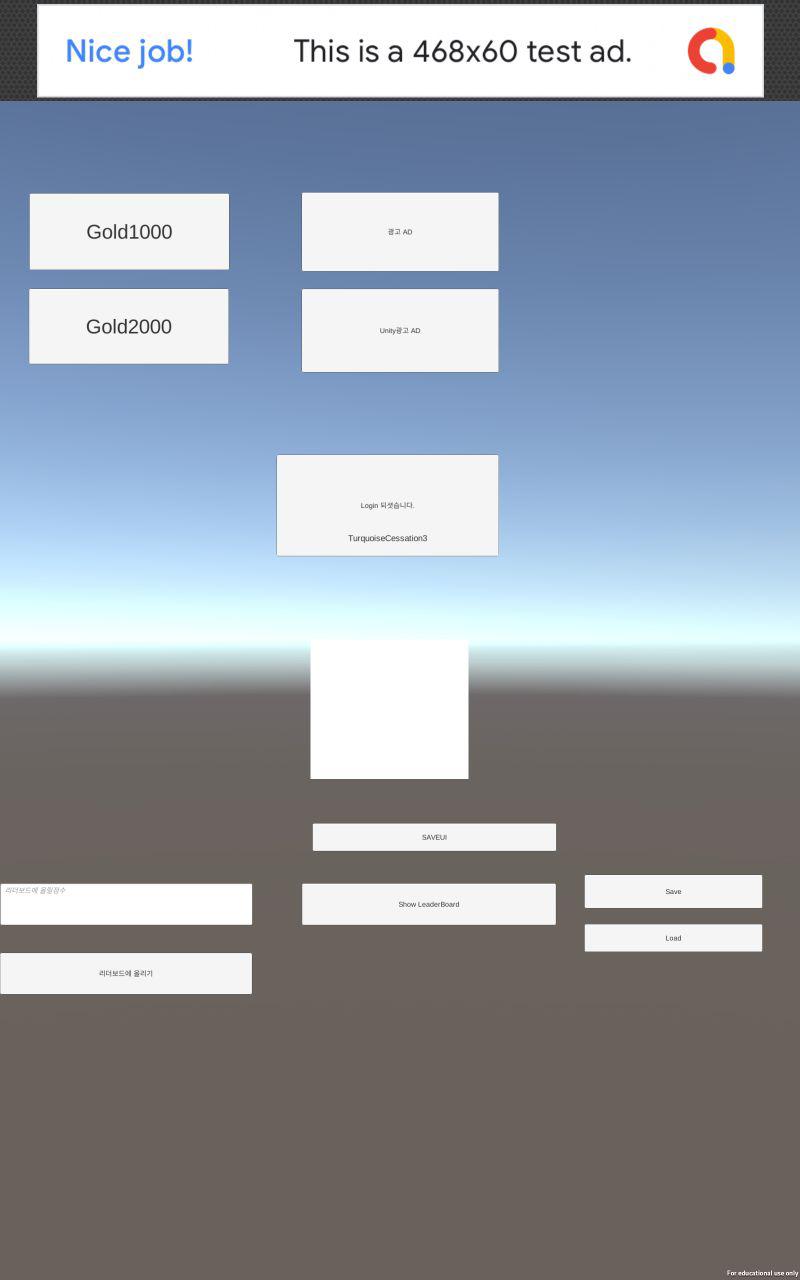 Nice job!
This is a 468x60 test ad.
Gold1000
광고 AD
Gold2000
Unity광고 AD
Login 되셧습니다.
TurquoiseCessation3
SAVEUI
리더보드에 올릴점수
Show LeaderBoard
Save
Load
리더보드에 올리기
For educational use only